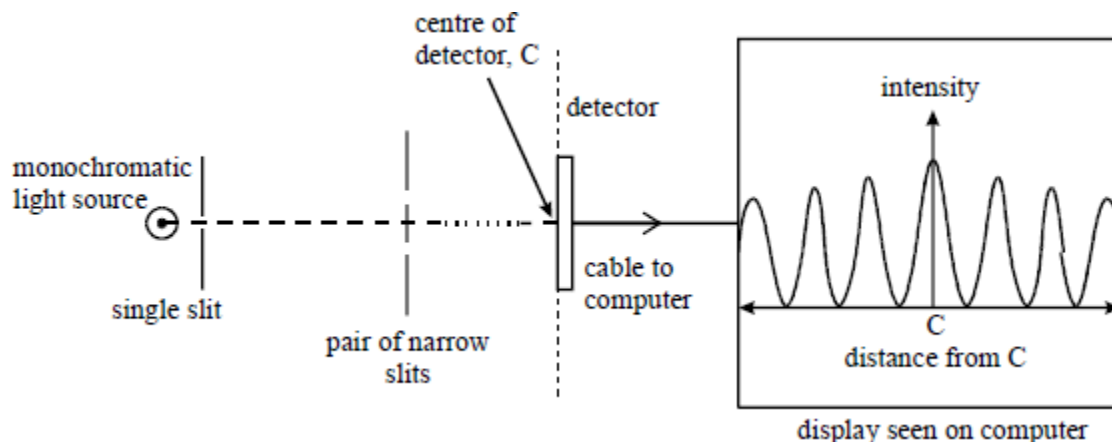 centre of
detector, C
detector
intensity
monochromatic
light source
single slit
pair of narrow
slits
cable to
computer
C
distance from C
display seen on computer